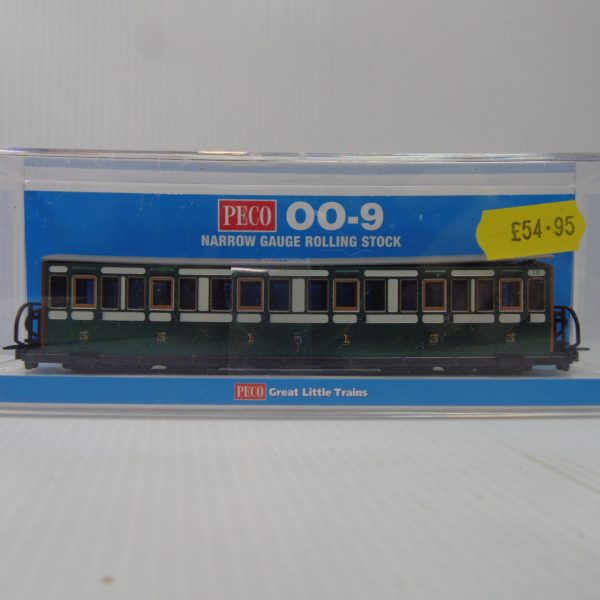 PECO OO-9
NARROW GAUGE ROLLING STOCK
£54.95
3 3 1 1 3 3
PECO Great Little Trains